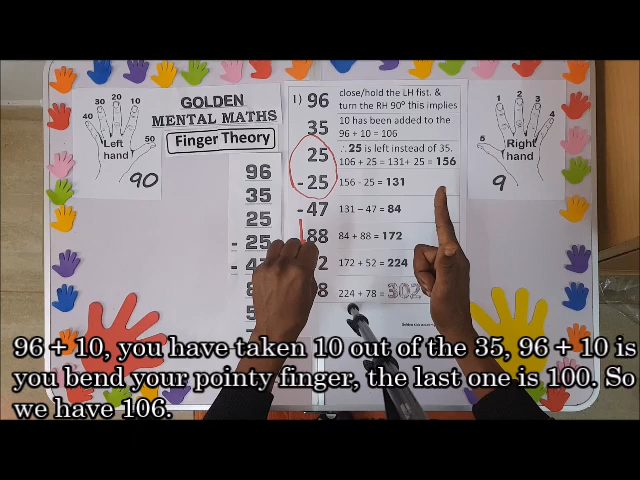 GOLDEN
MENTAL MATHS
Finger Theory
30 20 10
40
50
Left
hand
90
96
35
25
- 25
- 4
1) 96
35
25
- 25
- 47
88
2
8
close/hold the LH fist. &
turn the RH 90º this implies
10 has been added to the
96 + 10 = 106
∴ 25 is left instead of 35.
106 + 25 = 131+ 25 = 156
156 - 25 = 131
131 – 47 = 84
84 + 88 = 172
172 + 52 = 224
224 + 78 = 302
1 2 3
4
5
Right
hand
9
96 + 10, you have taken 10 out of the 35, 96 + 10 is
you bend your pointy finger, the last one is 100. So
we have 106.